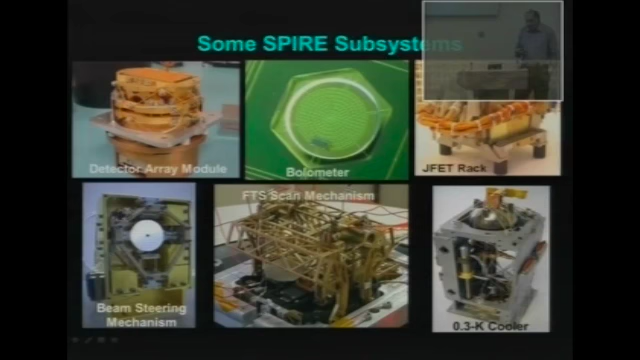 Some SPIRE Subsystems
Detector Array Module
Bolometer
JFET Rack
FTS Scan Mechanism
Beam Steering
Mechanism
0.3-K Cooler